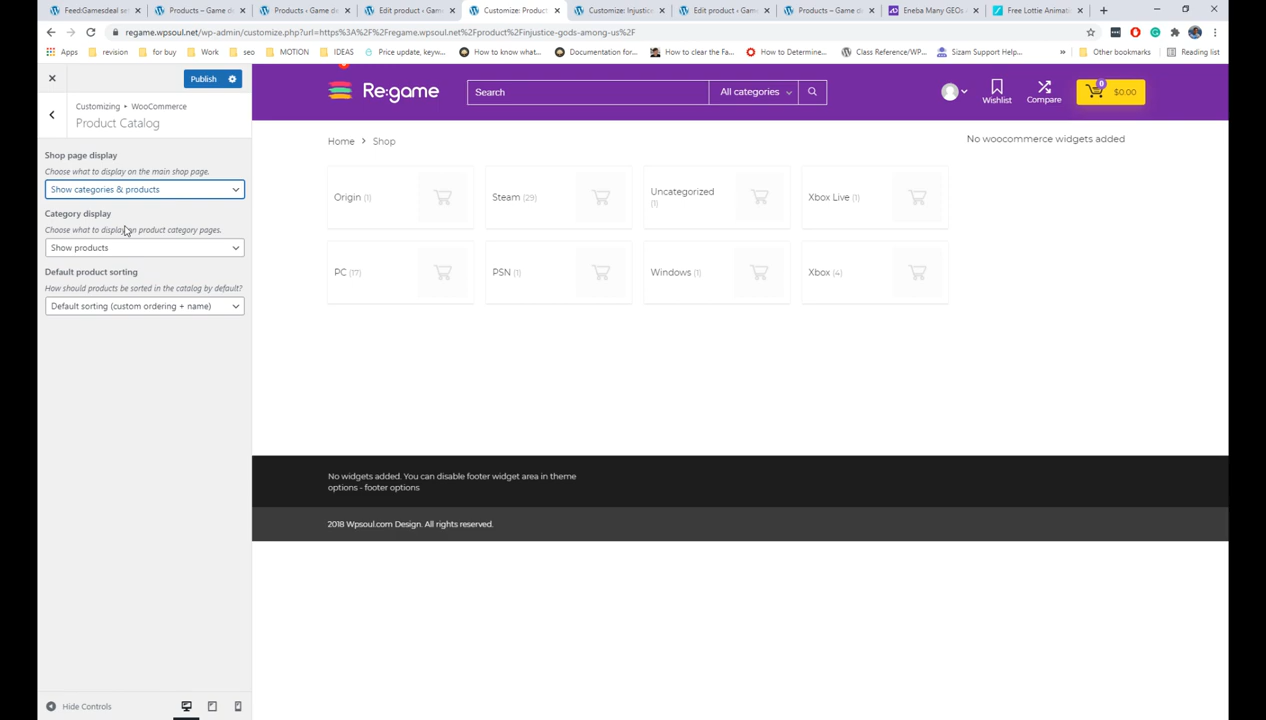 Feed:Gamesdeal se
Products – Game de
Products ‹ Game d
Edit product ‹ Game
Customize: Product
Customize: Injustice
Edit product ‹ Game
Products – Game de
Eneba Many GEOs
Free Lottie Animatio
regame.wpsoul.net/wp-admin/customize.php?url=https%3A%2F%2Fregame.wpsoul.net%2Fproduct%2Finjustice-gods-among-us%2F
Apps
revision
for buy
Work
seo
MOTION
IDEAS
Price update, keyw...
How to know what...
Documentation for...
How to clear the Fa...
How to Determine...
Class Reference/WP...
Sizam Support Help...
»
Other bookmarks
Reading list
Publish
Customizing • WooCommerce
Product Catalog
Shop page display
Choose what to display on the main shop page.
Show categories & products
Category display
Choose what to display on product category pages.
Show products
Default product sorting
How should products be sorted in the catalog by default?
Default sorting (custom ordering + name)
Hide Controls
Re:game
Search
All categories
Wishlist
Compare
0
$0.00
Home > Shop
No woocommerce widgets added
Origin (1)
Steam (29)
Uncategorized
(1)
Xbox Live (1)
PC (17)
PSN (1)
Windows (1)
Xbox (4)
No widgets added. You can disable footer widget area in theme
options - footer options
2018 Wpsoul.com Design. All rights reserved.